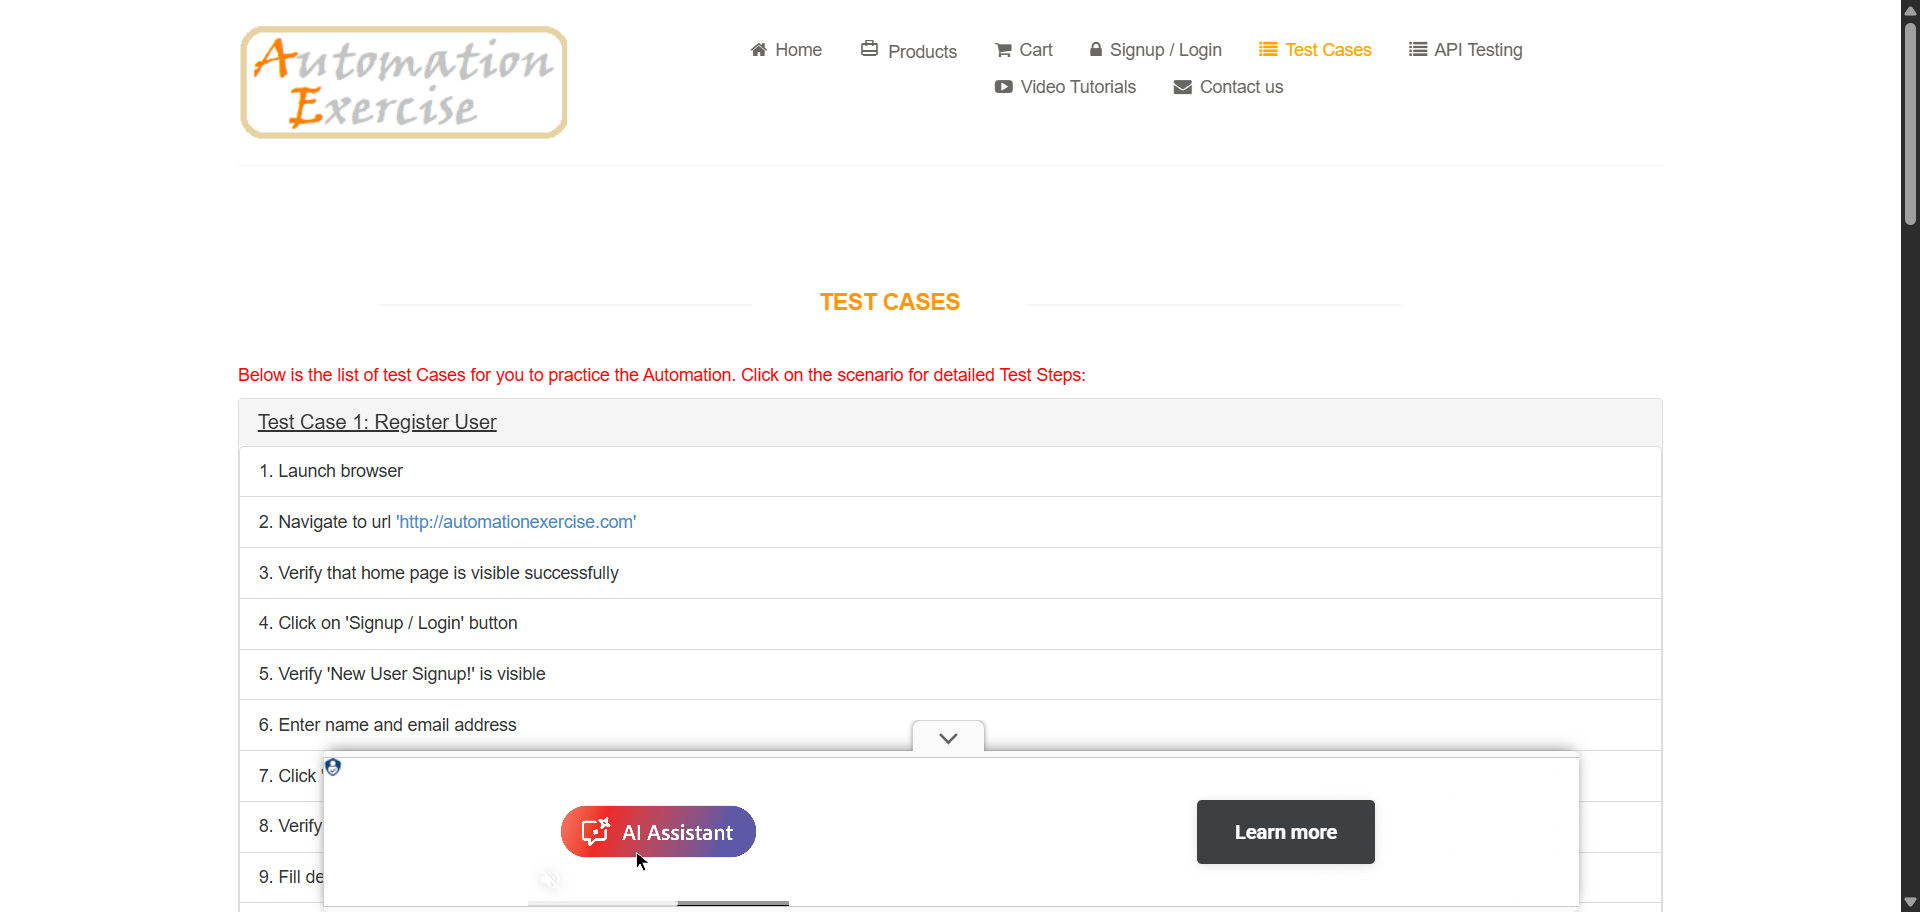 Automation
Exercise
Home
Products
Cart
Signup / Login
Test Cases
API Testing
Video Tutorials
Contact us
TEST CASES
Below is the list of test Cases for you to practice the Automation. Click on the scenario for detailed Test Steps:
Test Case 1: Register User
1. Launch browser
2. Navigate to url 'http://automationexercise.com'
3. Verify that home page is visible successfully
4. Click on 'Signup / Login' button
5. Verify 'New User Signup!' is visible
6. Enter name and email address
7. Click '
8. Verify
9. Fill de
AI Assistant
Learn more